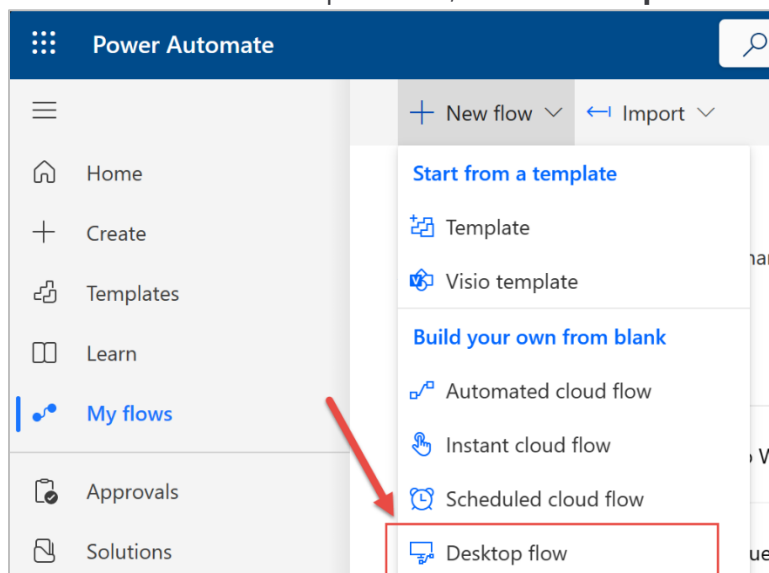 Power Automate
New flow
Import
Home
Create
Templates
Learn
My flows
Approvals
Solutions
Start from a template
Template
Visio template
Build your own from blank
Automated cloud flow
Instant cloud flow
Scheduled cloud flow
Desktop flow